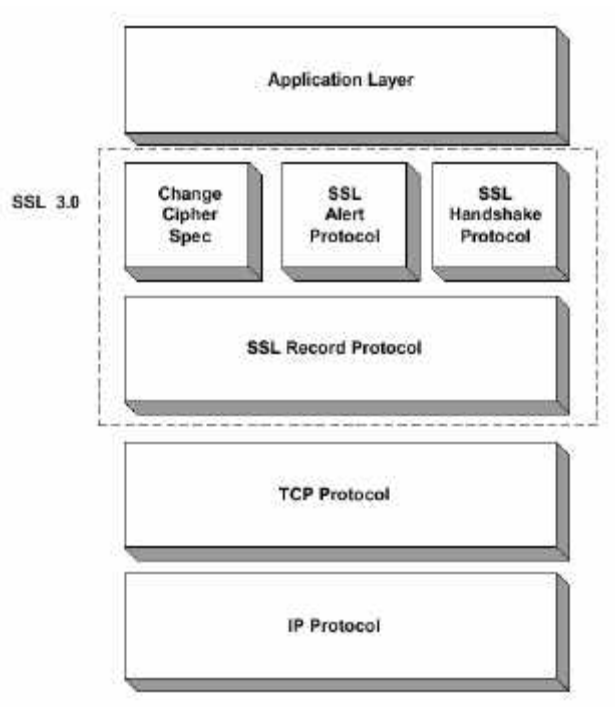 Application Layer
SSL 3.0
Change
Cipher
Spec
SSL
Alert
Protocol
SSL
Handshake
Protocol
SSL Record Protocol
TCP Protocol
IP Protocol